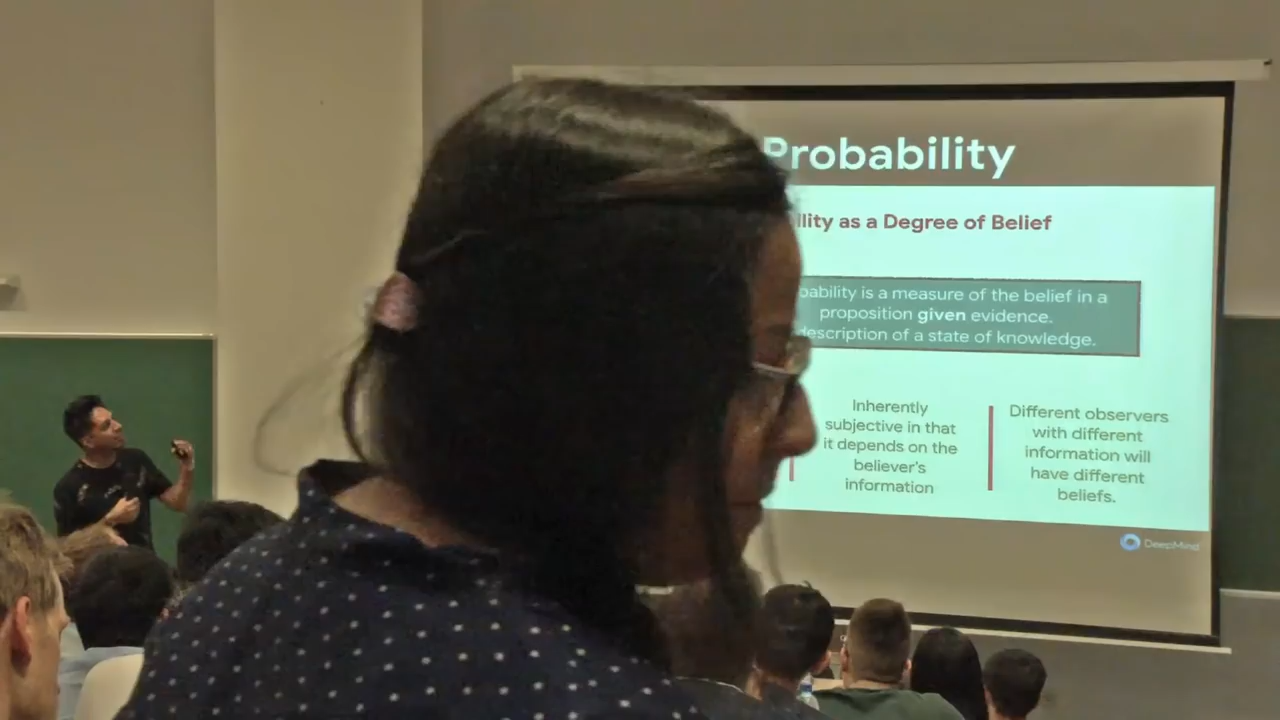 Probability
ility as a Degree of Belief
bability is a measure of the belief in a
proposition given evidence.
description of a state of knowledge.
Inherently
subjective in that
it depends on the
believer's
information
Different observers
with different
information will
have different
beliefs.
DeepMind